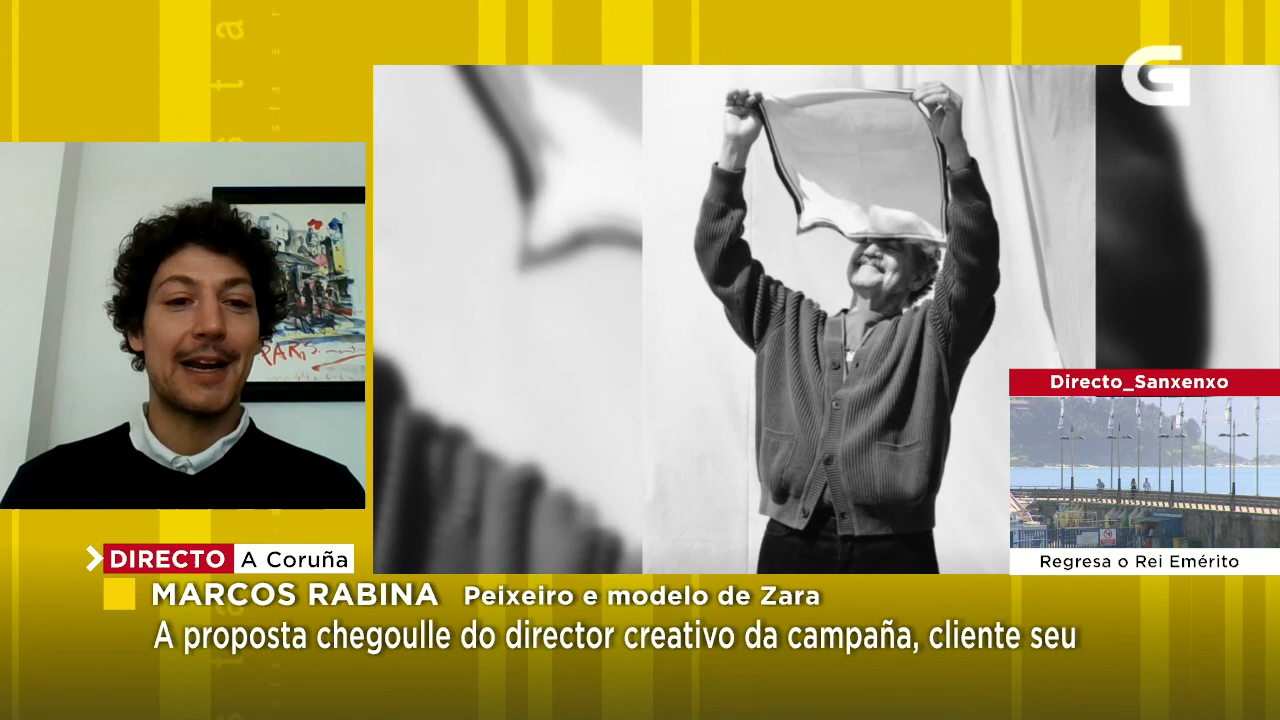 G
PARIS
Directo_Sanxenxo
Regresa o Rei Emérito
DIRECTO A Coruña
MARCOS RABINA Peixeiro e modelo de Zara
A proposta chegoulle do director creativo da campaña, cliente seu